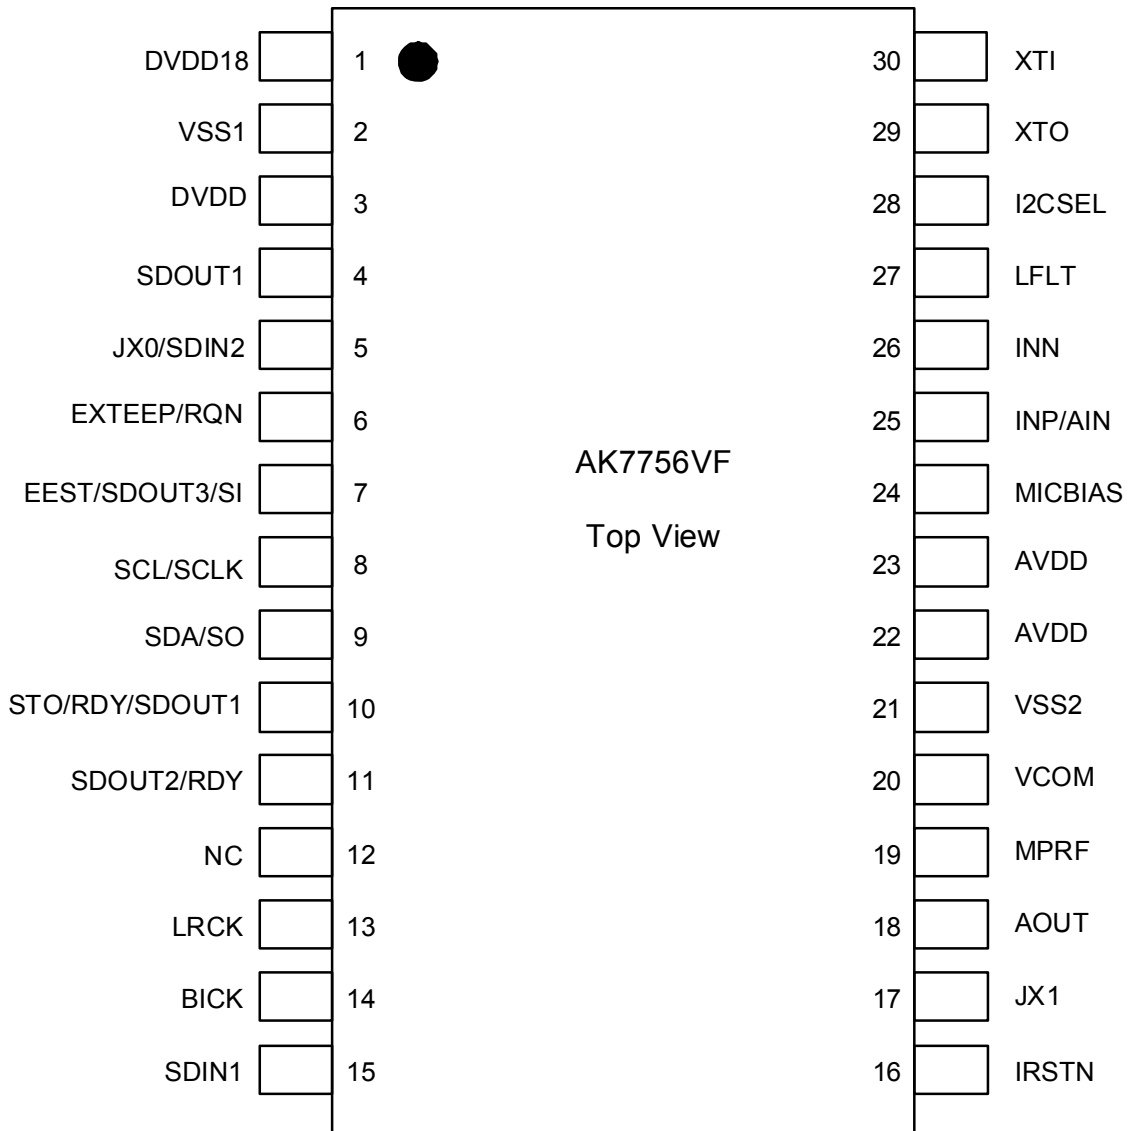 DVDD18 1 30 XTI
VSS1 2 29 XTO
DVDD 3 28 I2CSEL
SDOUT1 4 27 LFLT
JX0/SDIN2 5 26 INN
EXTEEP/RQN 6 25 INP/AIN
AK7756VF
EEST/SDOUT3/SI 7 24 MICBIAS
Top View
SCL/SCLK 8 23 AVDD
SDA/SO 9 22 AVDD
STO/RDY/SDOUT1 10 21 VSS2
SDOUT2/RDY 11 20 VCOM
NC 12 19 MPRF
LRCK 13 18 AOUT
BICK 14 17 JX1
SDIN1 15 16 IRSTN